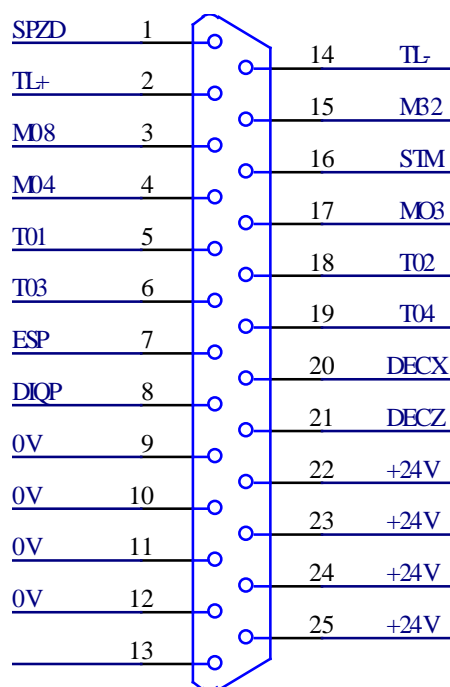 SPZD 1
14 TL-
TL+ 2
15 M32
M08 3
16 STM
M04 4
17 MO3
T01 5
18 T02
T03 6
19 T04
ESP 7
20 DECX
DIQP 8
21 DECZ
0V 9
22 +24V
0V 10
23 +24V
0V 11
24 +24V
0V 12
25 +24V
13